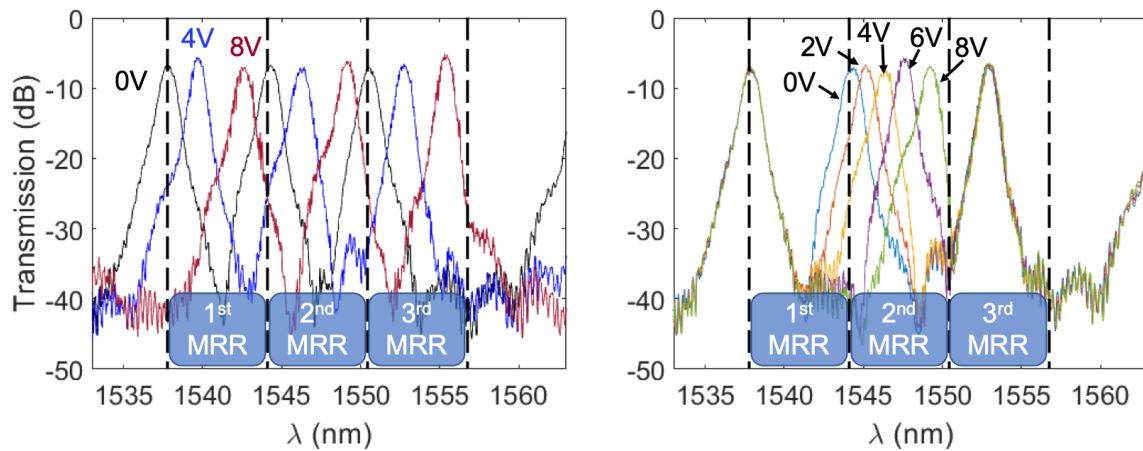 Transmission (dB)
0
-10
-20
-30
-40
-50
0V
4V
8V
1st
MRR
2nd
MRR
3rd
MRR
1535 1540 1545 1550 1555 1560
λ (nm)
0
-10
-20
-30
-40
-50
0V
2V
4V
6V
8V
1st
MRR
2nd
MRR
3rd
MRR
1535 1540 1545 1550 1555 1560
λ (nm)